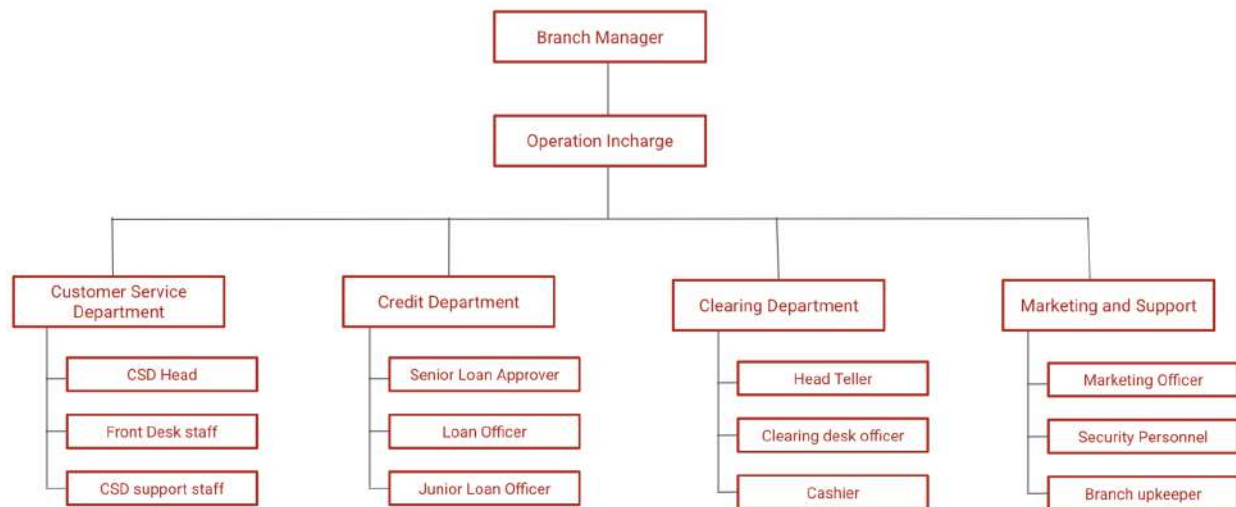 Branch Manager
Operation Incharge
Customer Service
Department
Credit Department
Clearing Department
Marketing and Support
CSD Head
Front Desk staff
CSD support staff
Senior Loan Approver
Loan Officer
Junior Loan Officer
Head Teller
Clearing desk officer
Cashier
Marketing Officer
Security Personnel
Branch upkeeper